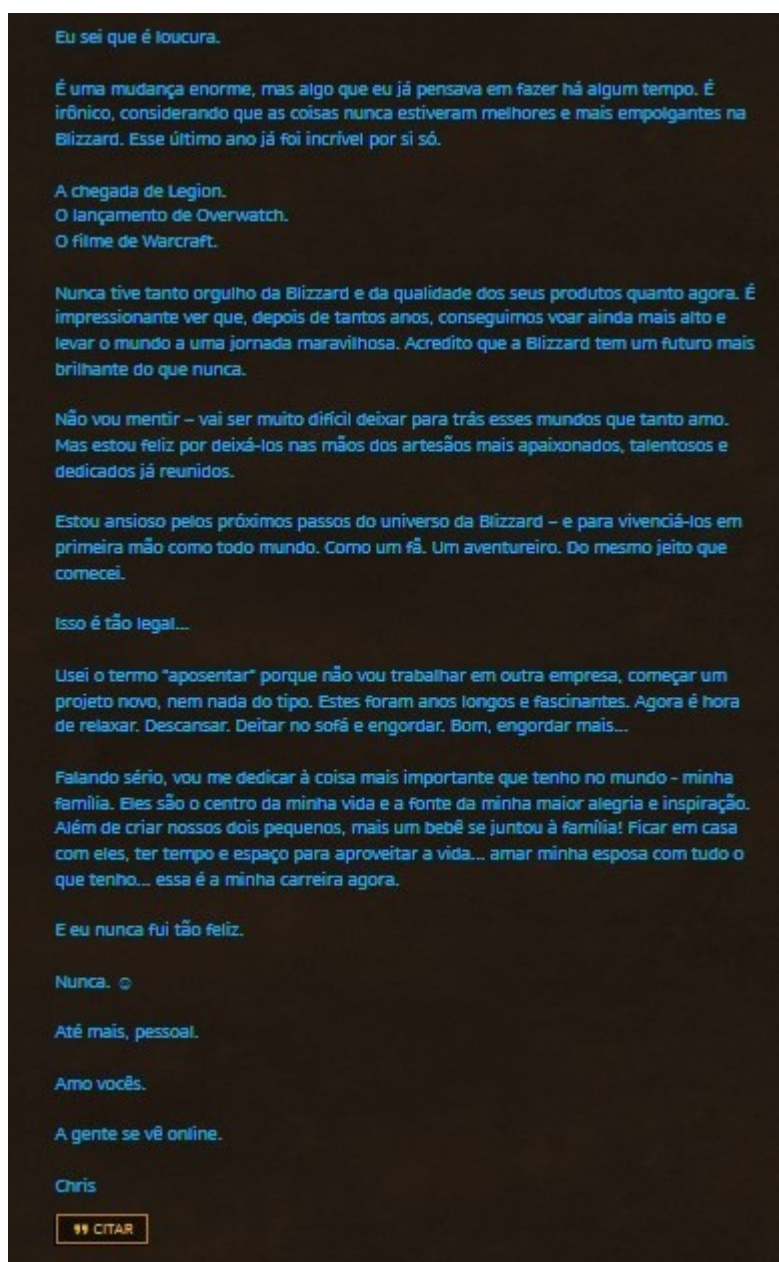 Eu sei que é loucura.
É uma mudança enorme, mas algo que eu já pensava em fazer há algum tempo. É
irônico, considerando que as coisas nunca estiveram melhores e mais empolgantes na
Blizzard. Esse último ano já foi incrível por si só.
A chegada de Legion.
O lançamento de Overwatch.
O filme de Warcraft.
Nunca tive tanto orgulho da Blizzard e da qualidade dos seus produtos quanto agora. É
impressionante ver que, depois de tantos anos, conseguimos voar ainda mais alto e
levar o mundo a uma jornada maravilhosa. Acredito que a Blizzard tem um futuro mais
brilhante do que nunca.
Não vou mentir – vai ser muito difícil deixar para trás esses mundos que tanto amo.
Mas estou feliz por deixá-los nas mãos dos artesãos mais apaixonados, talentosos e
dedicados já reunidos.
Estou ansioso pelos próximos passos do universo da Blizzard – e para vivenciá-los em
primeira mão como todo mundo. Como um fã. Um aventureiro. Do mesmo jeito que
comecei.
Isso é tão legal...
Usei o termo "aposentar" porque não vou trabalhar em outra empresa, começar um
projeto novo, nem nada do tipo. Estes foram anos longos e fascinantes. Agora é hora
de relaxar. Descansar. Deitar no sofá e engordar. Bom, engordar mais...
Falando sério, vou me dedicar à coisa mais importante que tenho no mundo - minha
família. Eles são o centro da minha vida e a fonte da minha maior alegria e inspiração.
Além de criar nossos dois pequenos, mais um bebê se juntou à família! Ficar em casa
com eles, ter tempo e espaço para aproveitar a vida... amar minha esposa com tudo o
que tenho... essa é a minha carreira agora.
E eu nunca fui tão feliz.
Nunca. ☺
Até mais, pessoal.
Amo vocês.
A gente se vê online.
Chris
CITAR